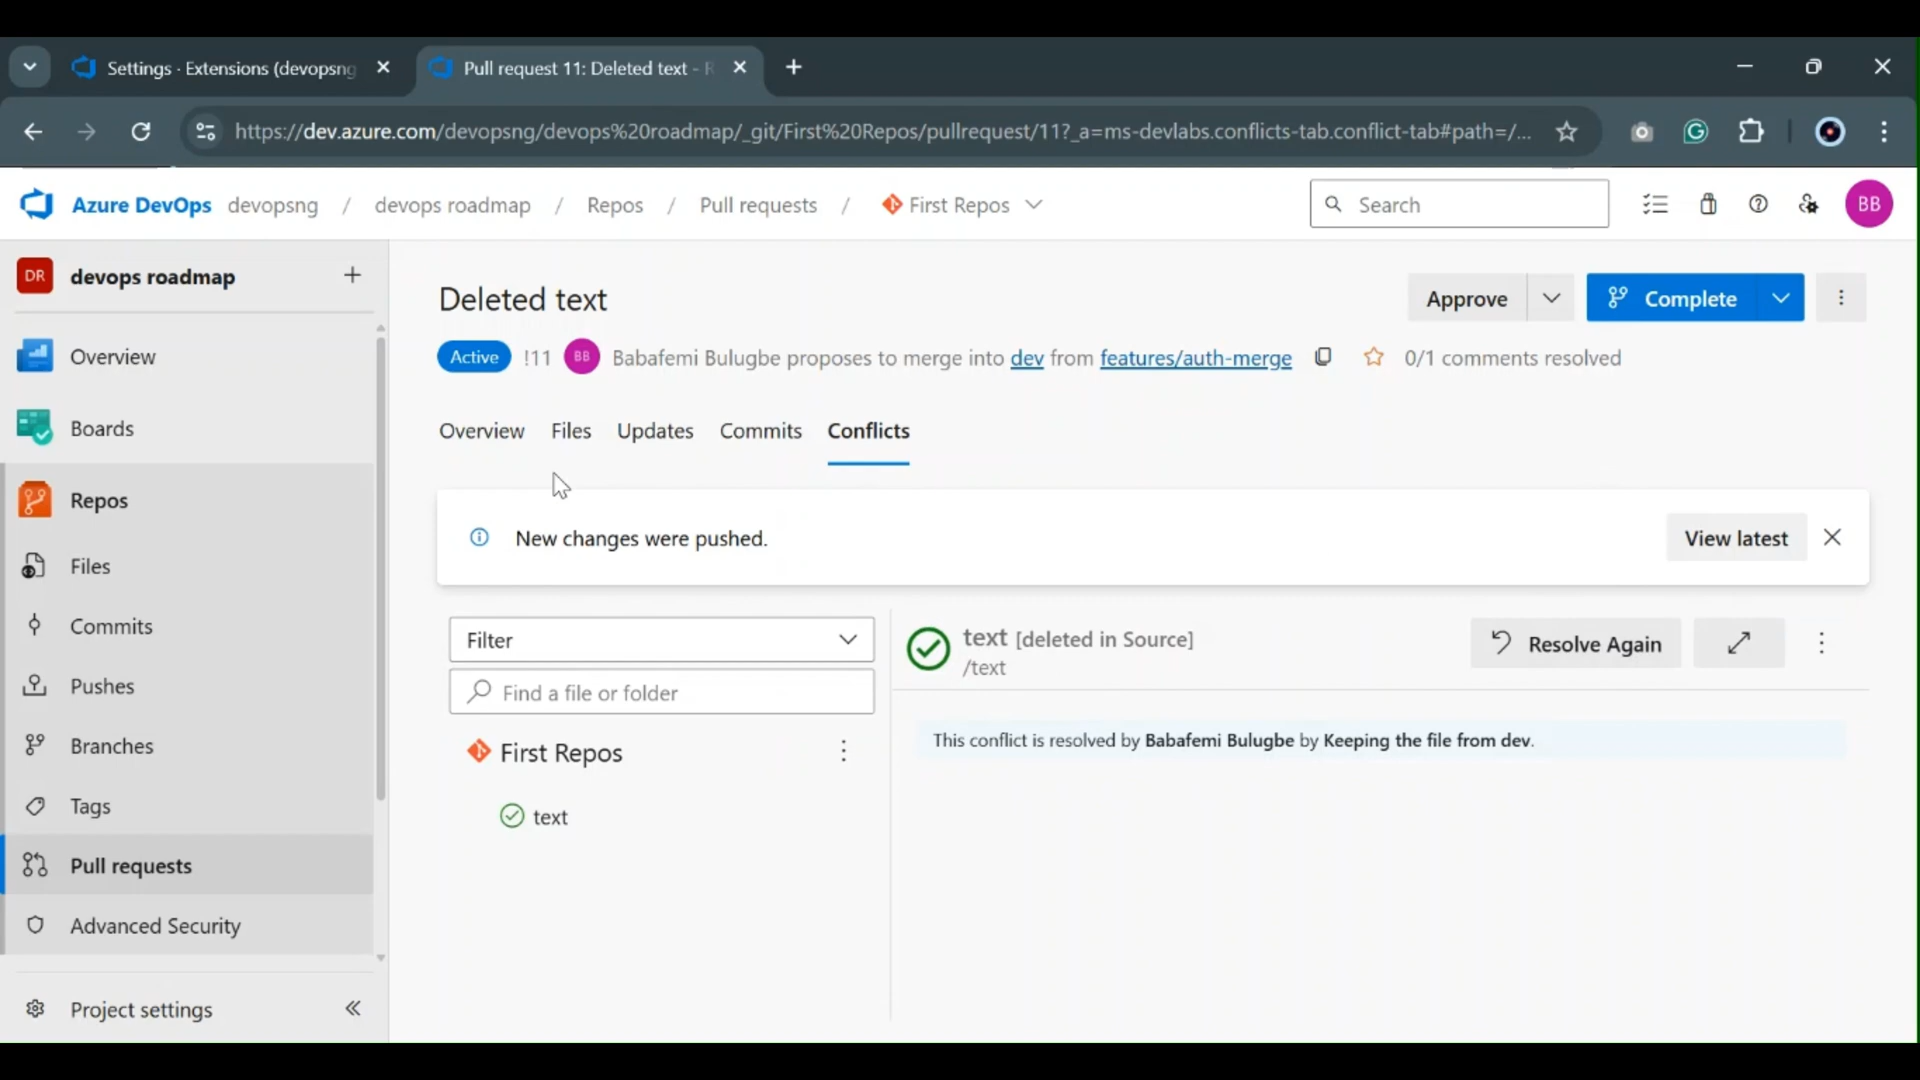 Settings · Extensions (devopsng
Pull request 11: Deleted text - R
https://dev.azure.com/devopsng/devops%20roadmap/_git/First%20Repos/pullrequest/11?_a=ms-devlabs.conflicts-tab.conflict-tab#path=/...
Azure DevOps devopsng / devops roadmap / Repos / Pull requests / First Repos
Search
BB
DR devops roadmap
Overview
Boards
Repos
Files
Commits
Pushes
Branches
Tags
Pull requests
Advanced Security
Project settings
Deleted text
Approve
Complete
Active !11 BB Babafemi Bulugbe proposes to merge into dev from features/auth-merge 0/1 comments resolved
Overview Files Updates Commits Conflicts
New changes were pushed.
View latest
Filter
Find a file or folder
First Repos
text
text [deleted in Source]
/text
Resolve Again
This conflict is resolved by Babafemi Bulugbe by Keeping the file from dev.